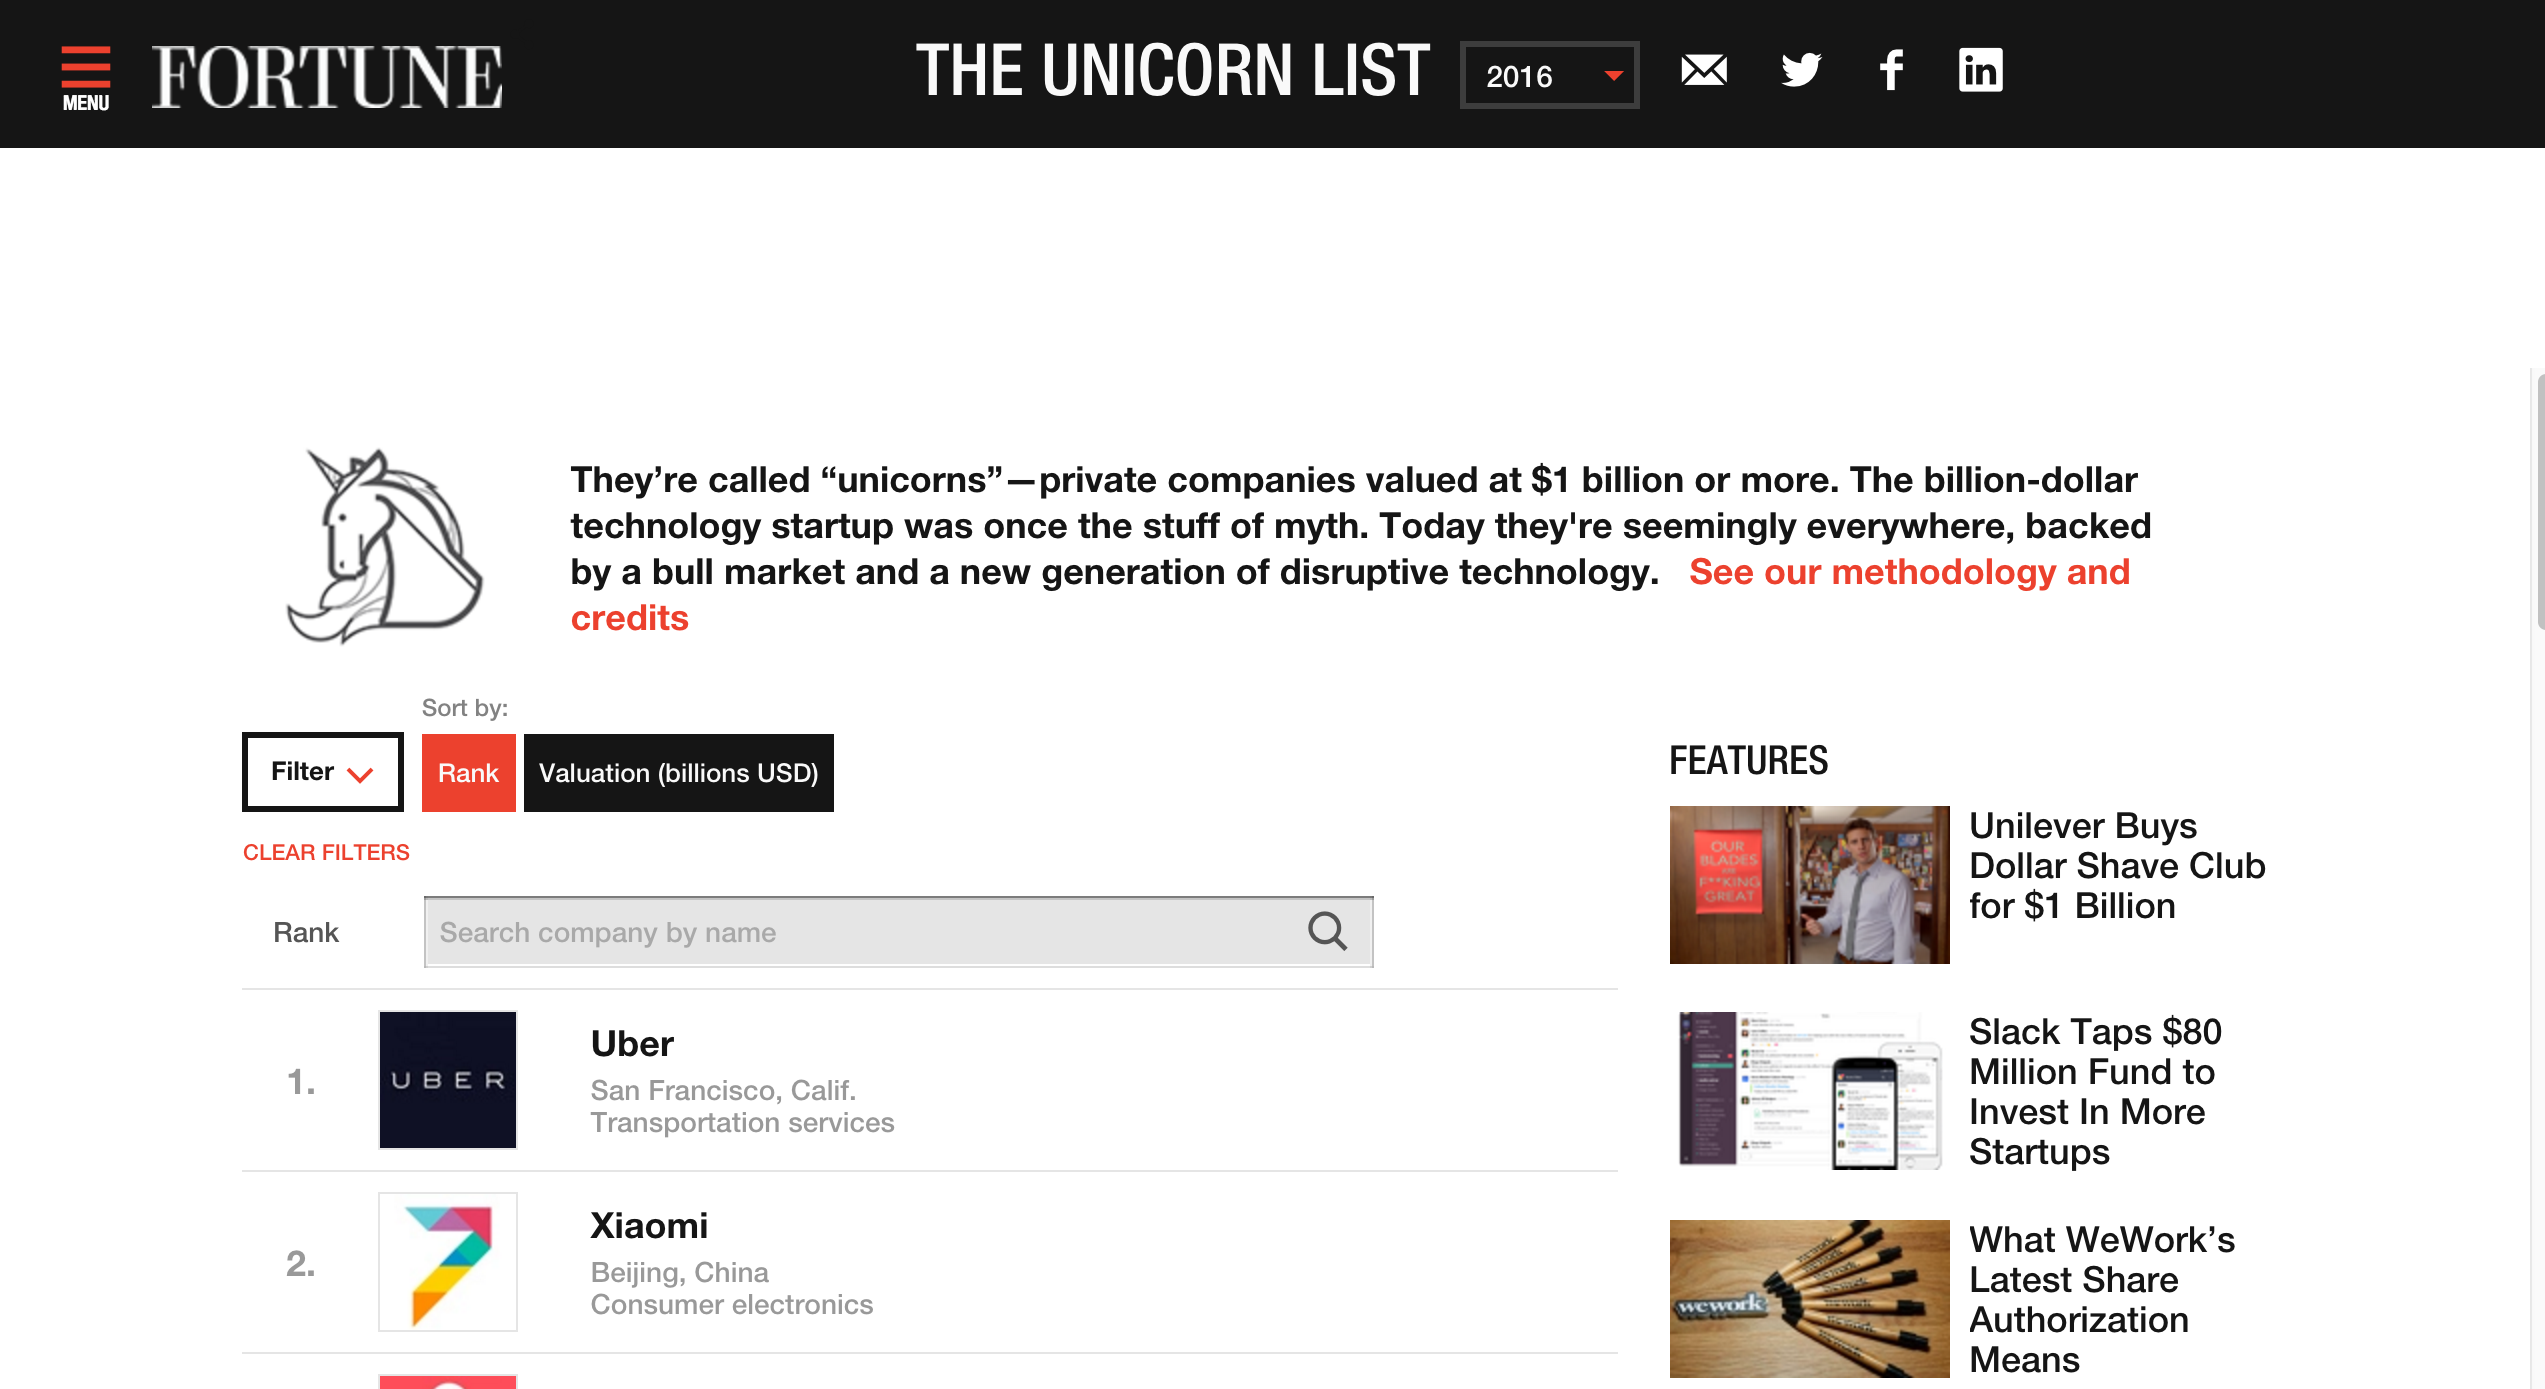 MENU
FORTUNE
THE UNICORN LIST
2016
They’re called “unicorns”—private companies valued at $1 billion or more. The billion-dollar
technology startup was once the stuff of myth. Today they're seemingly everywhere, backed
by a bull market and a new generation of disruptive technology. See our methodology and
credits
Sort by:
Filter
Rank
Valuation (billions USD)
CLEAR FILTERS
Rank
Search company by name
1.
UBER
Uber
San Francisco, Calif.
Transportation services
2.
Xiaomi
Beijing, China
Consumer electronics
FEATURES
OUR
BLADES
ARE
F**KING
GREAT
Unilever Buys
Dollar Shave Club
for $1 Billion
Slack Taps $80
Million Fund to
Invest In More
Startups
wework
What WeWork’s
Latest Share
Authorization
Means